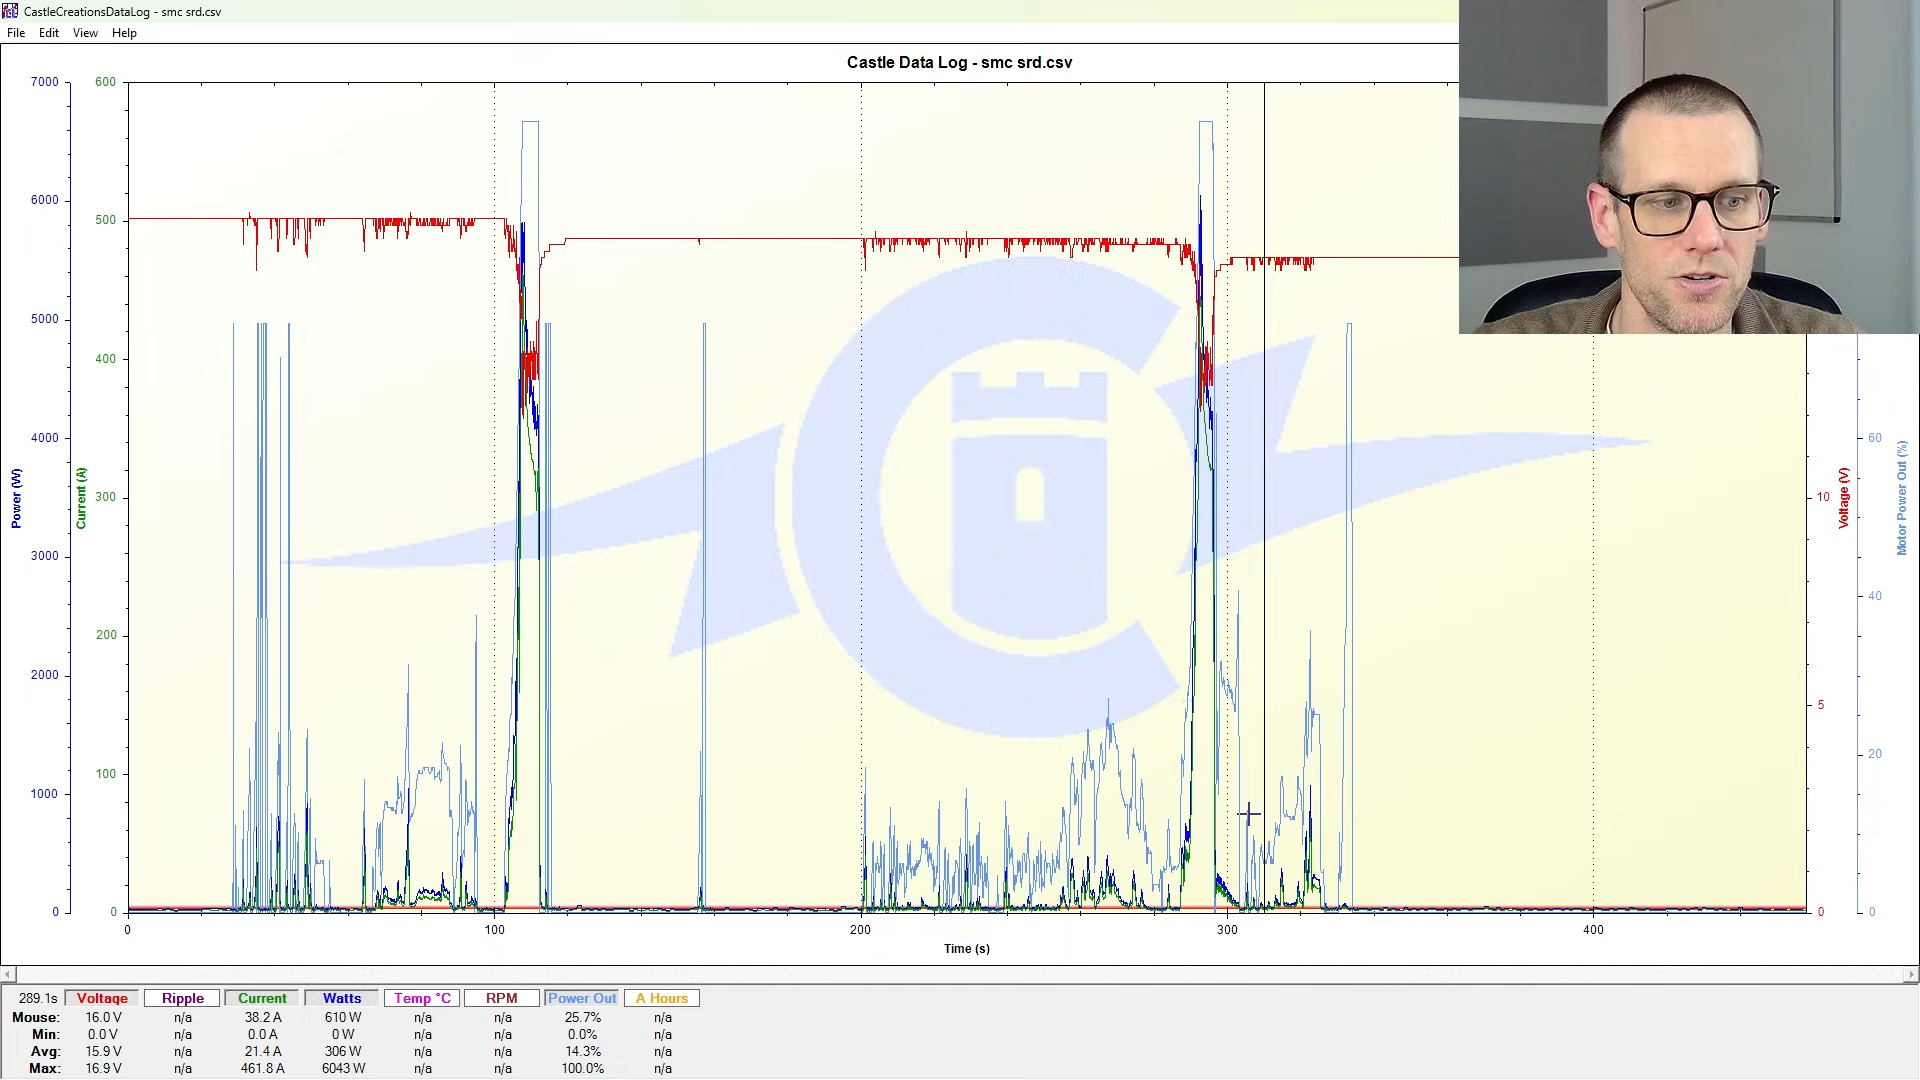 CastleCreationsDataLog - smc srd.csv
File Edit View Help
Castle Data Log - smc srd.csv
7000
6000
5000
4000
3000
2000
1000
0
Power (W)
600
500
400
300
200
100
0
Current (A)
10
5
0
Voltage (V)
60
40
20
0
Motor Power Out (%)
0 100 200 300 400
Time (s)
289.1s Voltage Ripple Current Watts Temp °C RPM Power Out A Hours
Mouse: 16.0 V n/a 38.2 A 610 W n/a n/a 25.7% n/a
Min: 0.0 V n/a 0.0 A 0 W n/a n/a 0.0% n/a
Avg: 15.9 V n/a 21.4 A 306 W n/a n/a 14.3% n/a
Max: 16.9 V n/a 461.8 A 6043 W n/a n/a 100.0% n/a